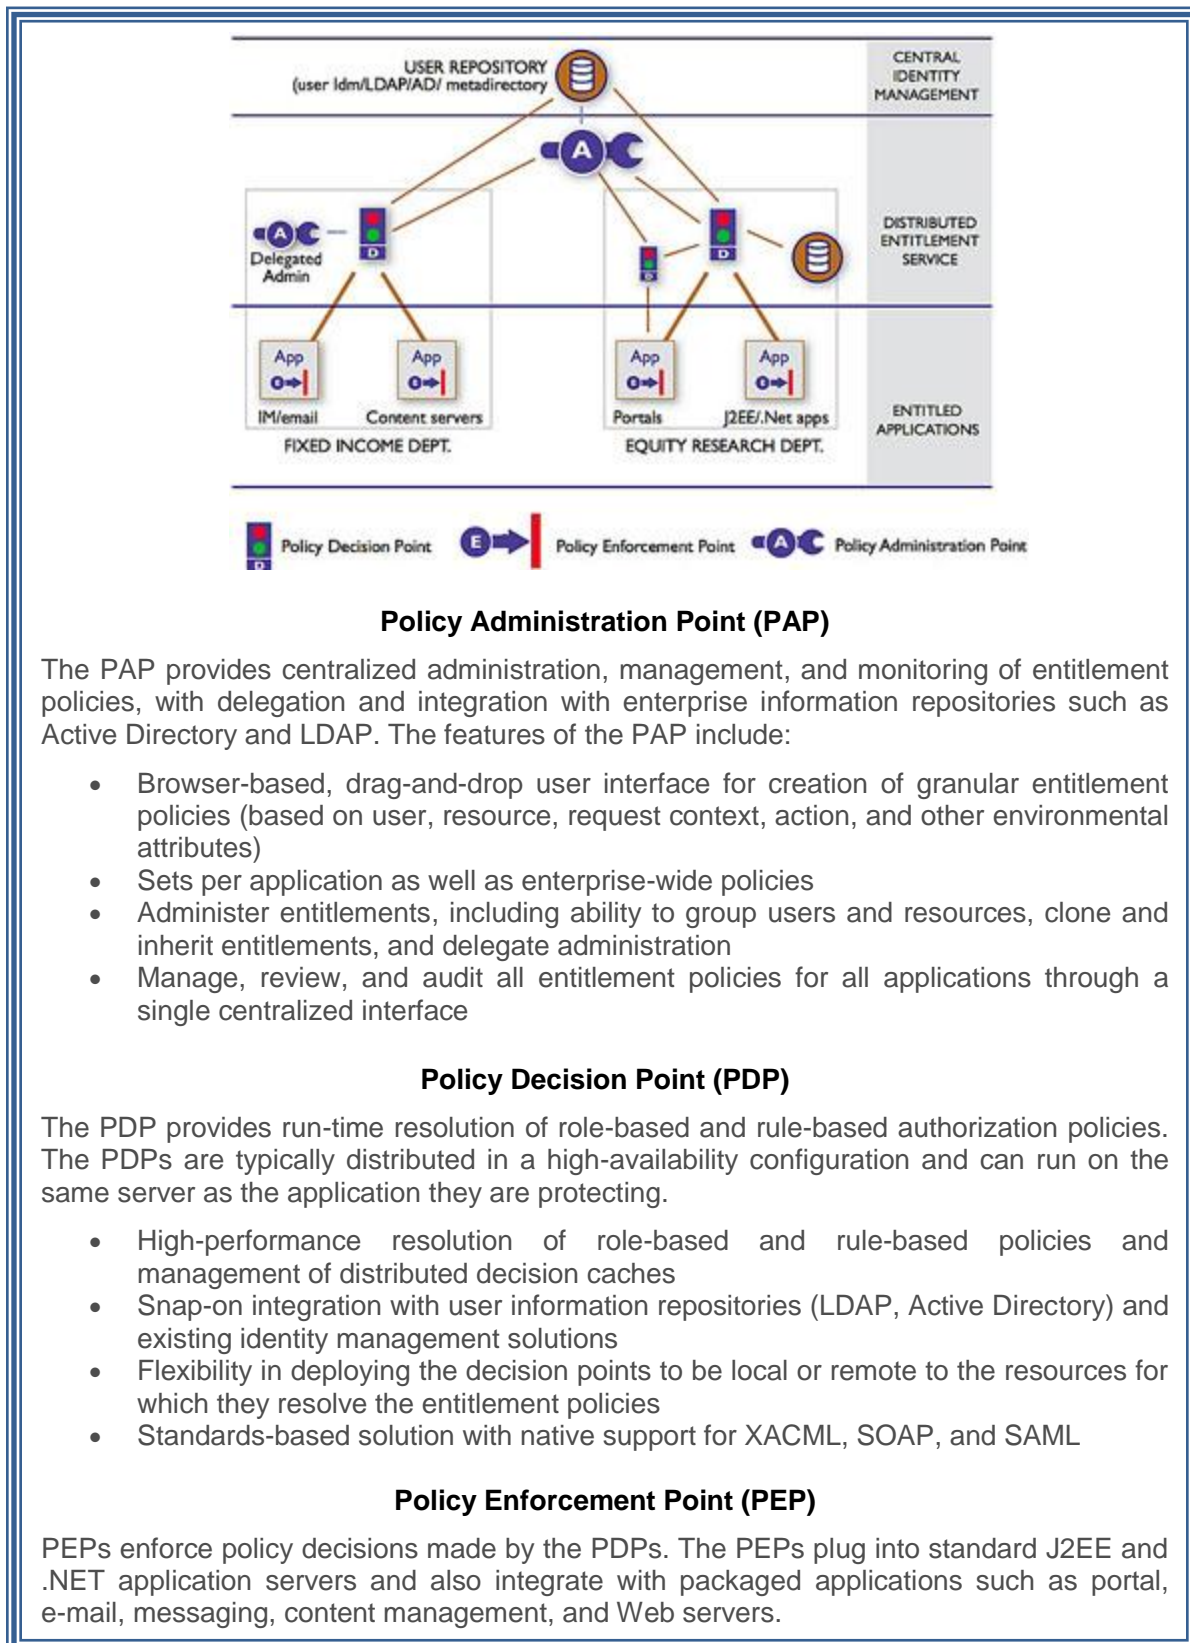 USER REPOSITORY
(user Idm/LDAP/AD/ metadirectory
CENTRAL
IDENTITY
MANAGEMENT
A
A
Delegated
Admin
D
D
D
DISTRIBUTED
ENTITLEMENT
SERVICE
App
E
App
E
App
E
App
E
IM/email
Content servers
Portals
J2EE/.Net apps
FIXED INCOME DEPT.
EQUITY RESEARCH DEPT.
ENTITLED
APPLICATIONS
D
Policy Decision Point
E
Policy Enforcement Point
A
Policy Administration Point
Policy Administration Point (PAP)
The PAP provides centralized administration, management, and monitoring of entitlement
policies, with delegation and integration with enterprise information repositories such as
Active Directory and LDAP. The features of the PAP include:
• Browser-based, drag-and-drop user interface for creation of granular entitlement
policies (based on user, resource, request context, action, and other environmental
attributes)
• Sets per application as well as enterprise-wide policies
• Administer entitlements, including ability to group users and resources, clone and
inherit entitlements, and delegate administration
• Manage, review, and audit all entitlement policies for all applications through a
single centralized interface
Policy Decision Point (PDP)
The PDP provides run-time resolution of role-based and rule-based authorization policies.
The PDPs are typically distributed in a high-availability configuration and can run on the
same server as the application they are protecting.
• High-performance resolution of role-based and rule-based policies and
management of distributed decision caches
• Snap-on integration with user information repositories (LDAP, Active Directory) and
existing identity management solutions
• Flexibility in deploying the decision points to be local or remote to the resources for
which they resolve the entitlement policies
• Standards-based solution with native support for XACML, SOAP, and SAML
Policy Enforcement Point (PEP)
PEPs enforce policy decisions made by the PDPs. The PEPs plug into standard J2EE and
.NET application servers and also integrate with packaged applications such as portal,
e-mail, messaging, content management, and Web servers.